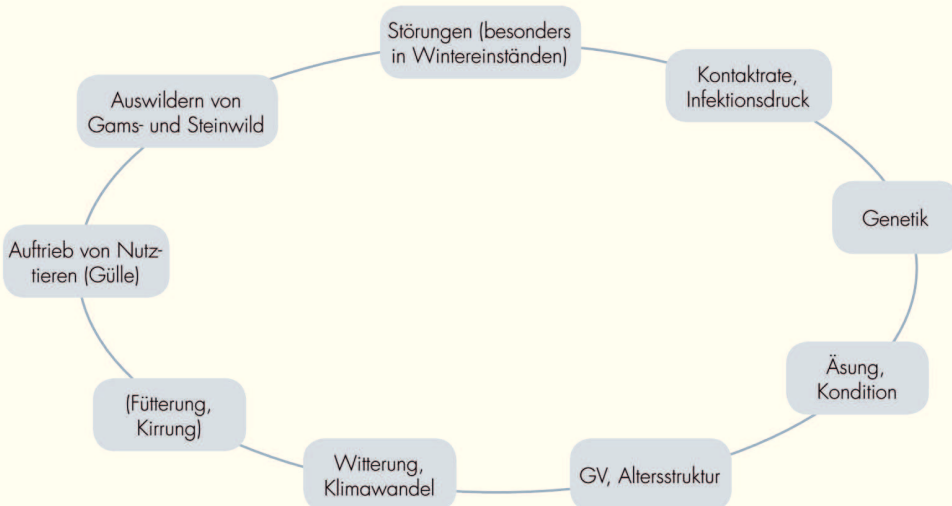 Störungen (besonders
in Wintereinständen)
Kontaktrate,
Infektionsdruck
Genetik
Äsung,
Kondition
GV, Altersstruktur
Witterung,
Klimawandel
(Fütterung,
Kirrung)
Auftrieb von Nutz-
tieren (Gülle)
Auswildern von
Gams- und Steinwild